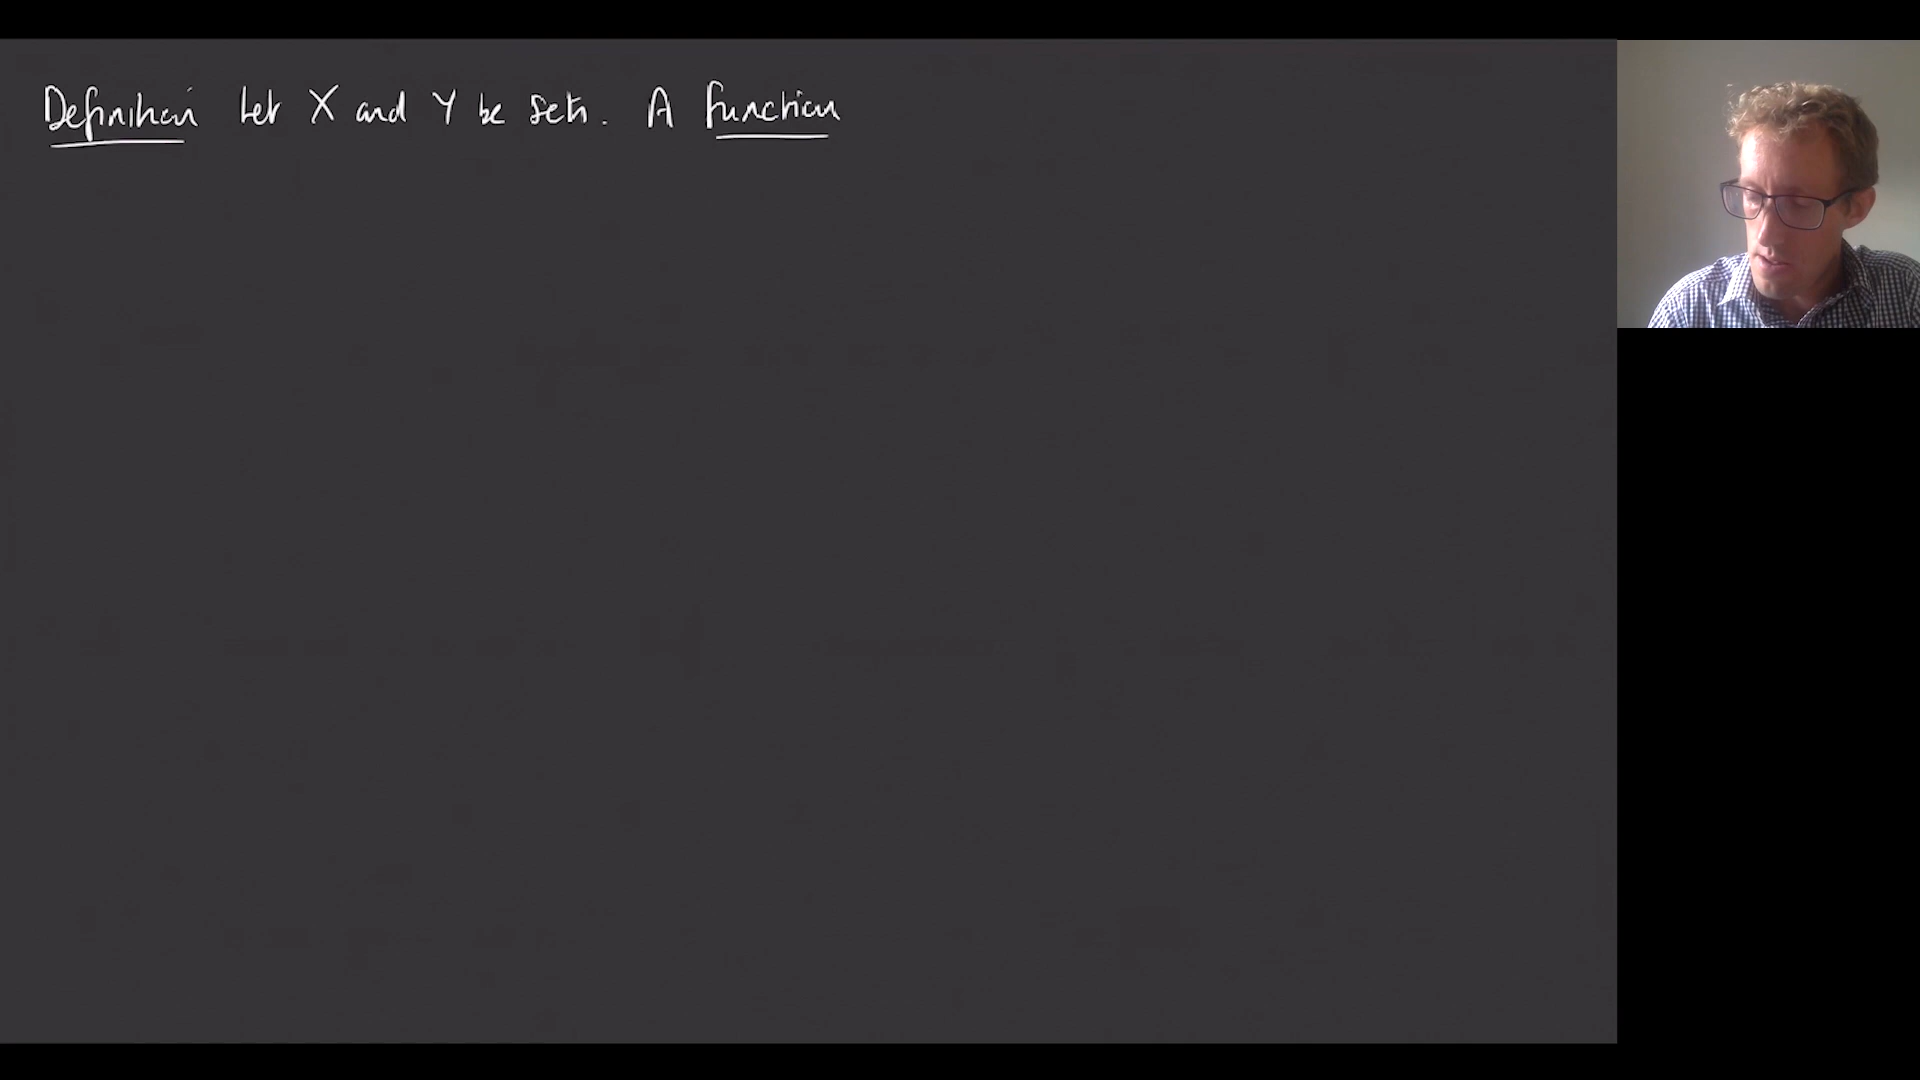 Definition Let X and Y be sets. A function